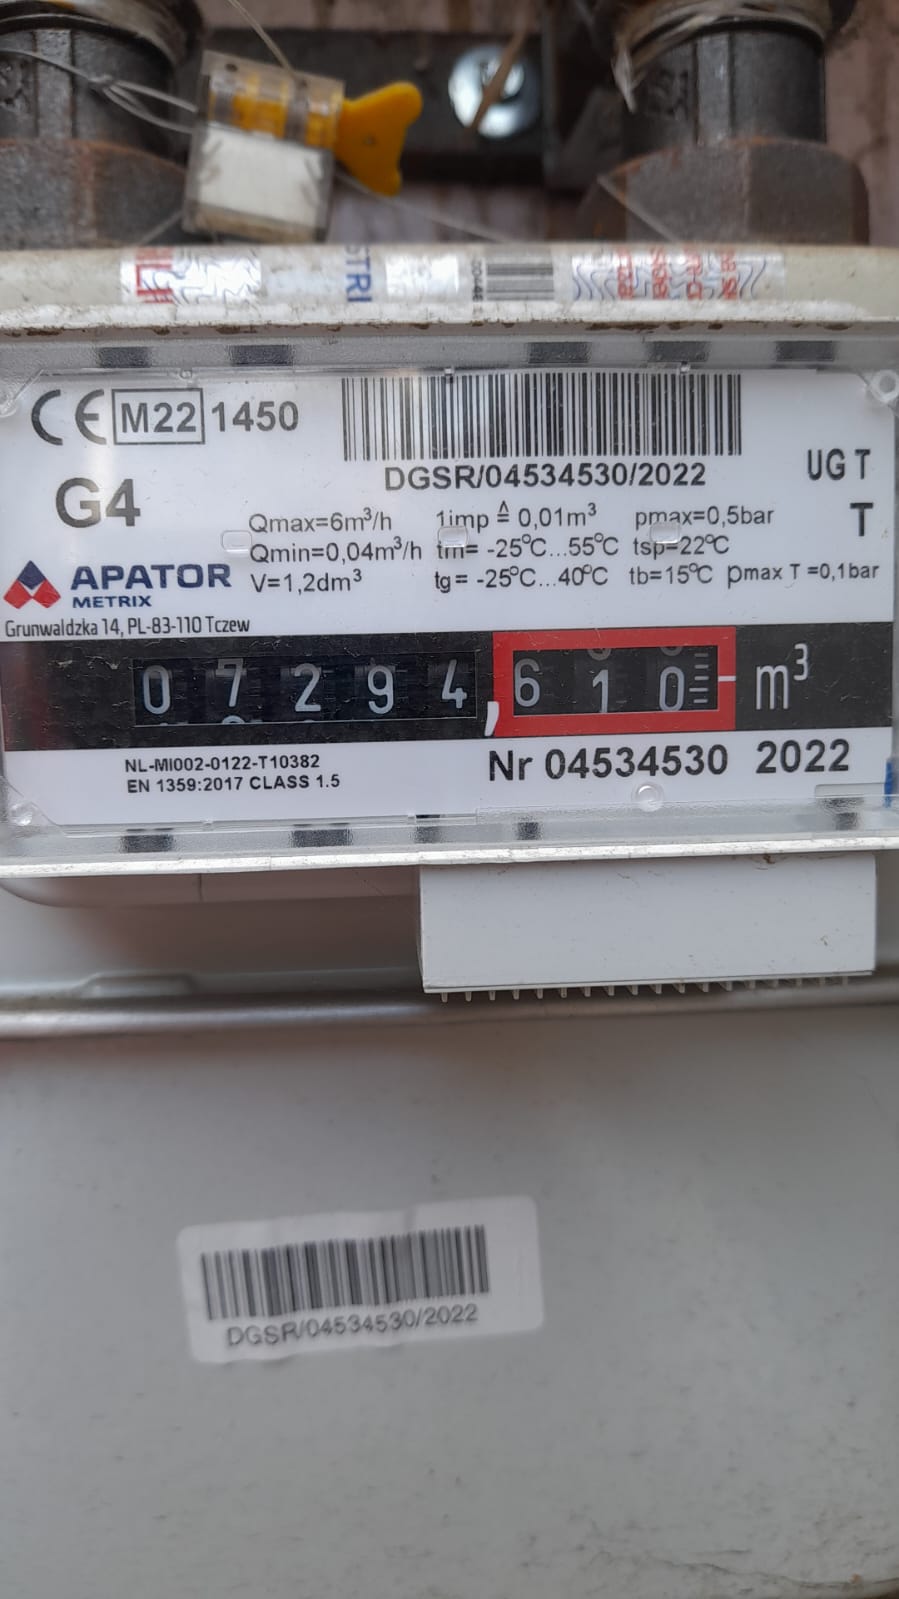 STRI
CE M22 1450
DGSR/04534530/2022
UG T
G4
T
Qmax=6m³/h 1imp ≙ 0,01m³ pmax=0,5bar
Qmin=0,04m³/h tm= -25°C...55°C tsp=22°C
V=1,2dm³ tg= -25°C...40°C tb=15°C pmax T =0,1bar
APATOR
METRIX
Grunwaldzka 14, PL-83-110 Tczew
07294,610 m³
NL-MI002-0122-T10382
EN 1359:2017 CLASS 1.5
Nr 04534530 2022
DGSR/04534530/2022